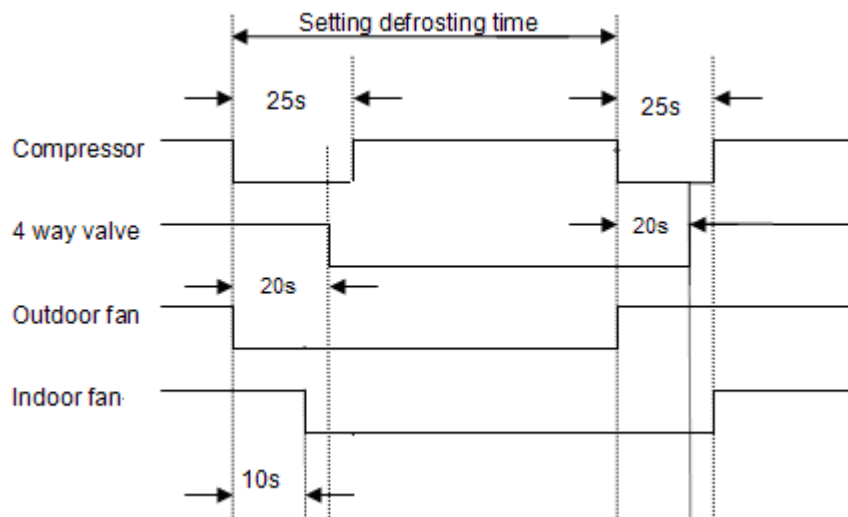 Setting defrosting time
25s
25s
Compressor
4 way valve
20s
20s
Outdoor fan
Indoor fan
10s